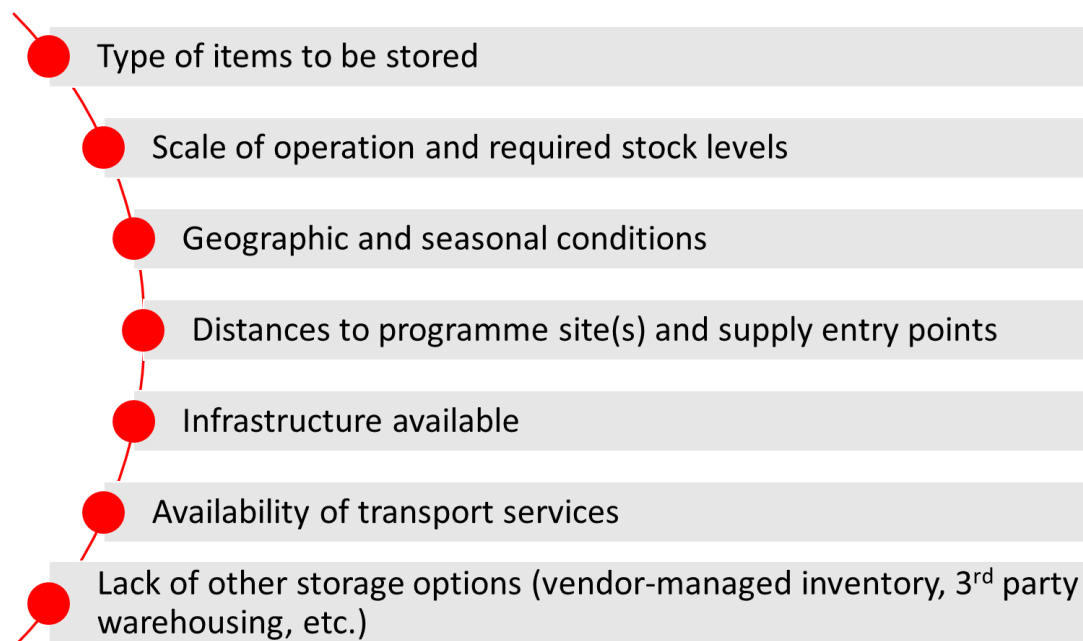 Type of items to be stored
Scale of operation and required stock levels
Geographic and seasonal conditions
Distances to programme site(s) and supply entry points
Infrastructure available
Availability of transport services
Lack of other storage options (vendor-managed inventory, 3rd party
warehousing, etc.)